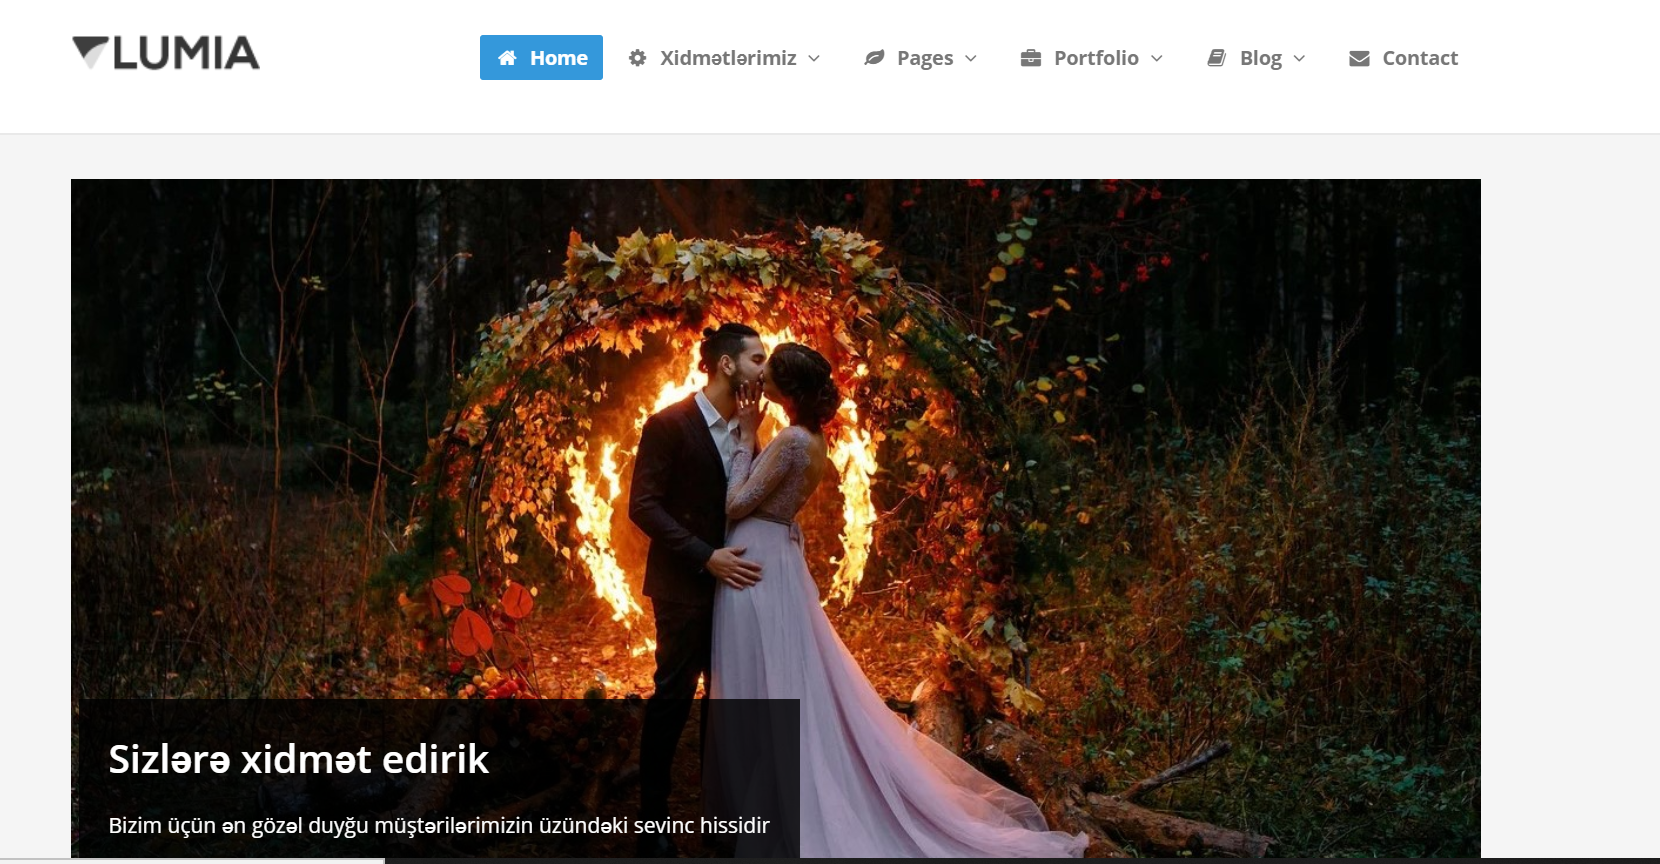 LUMIA
Home Xidmətlərimiz Pages Portfolio Blog Contact
Sizlərə xidmət edirik
Bizim üçün ən gözəl duyğu müştərilərimizin üzündəki sevinc hissidir